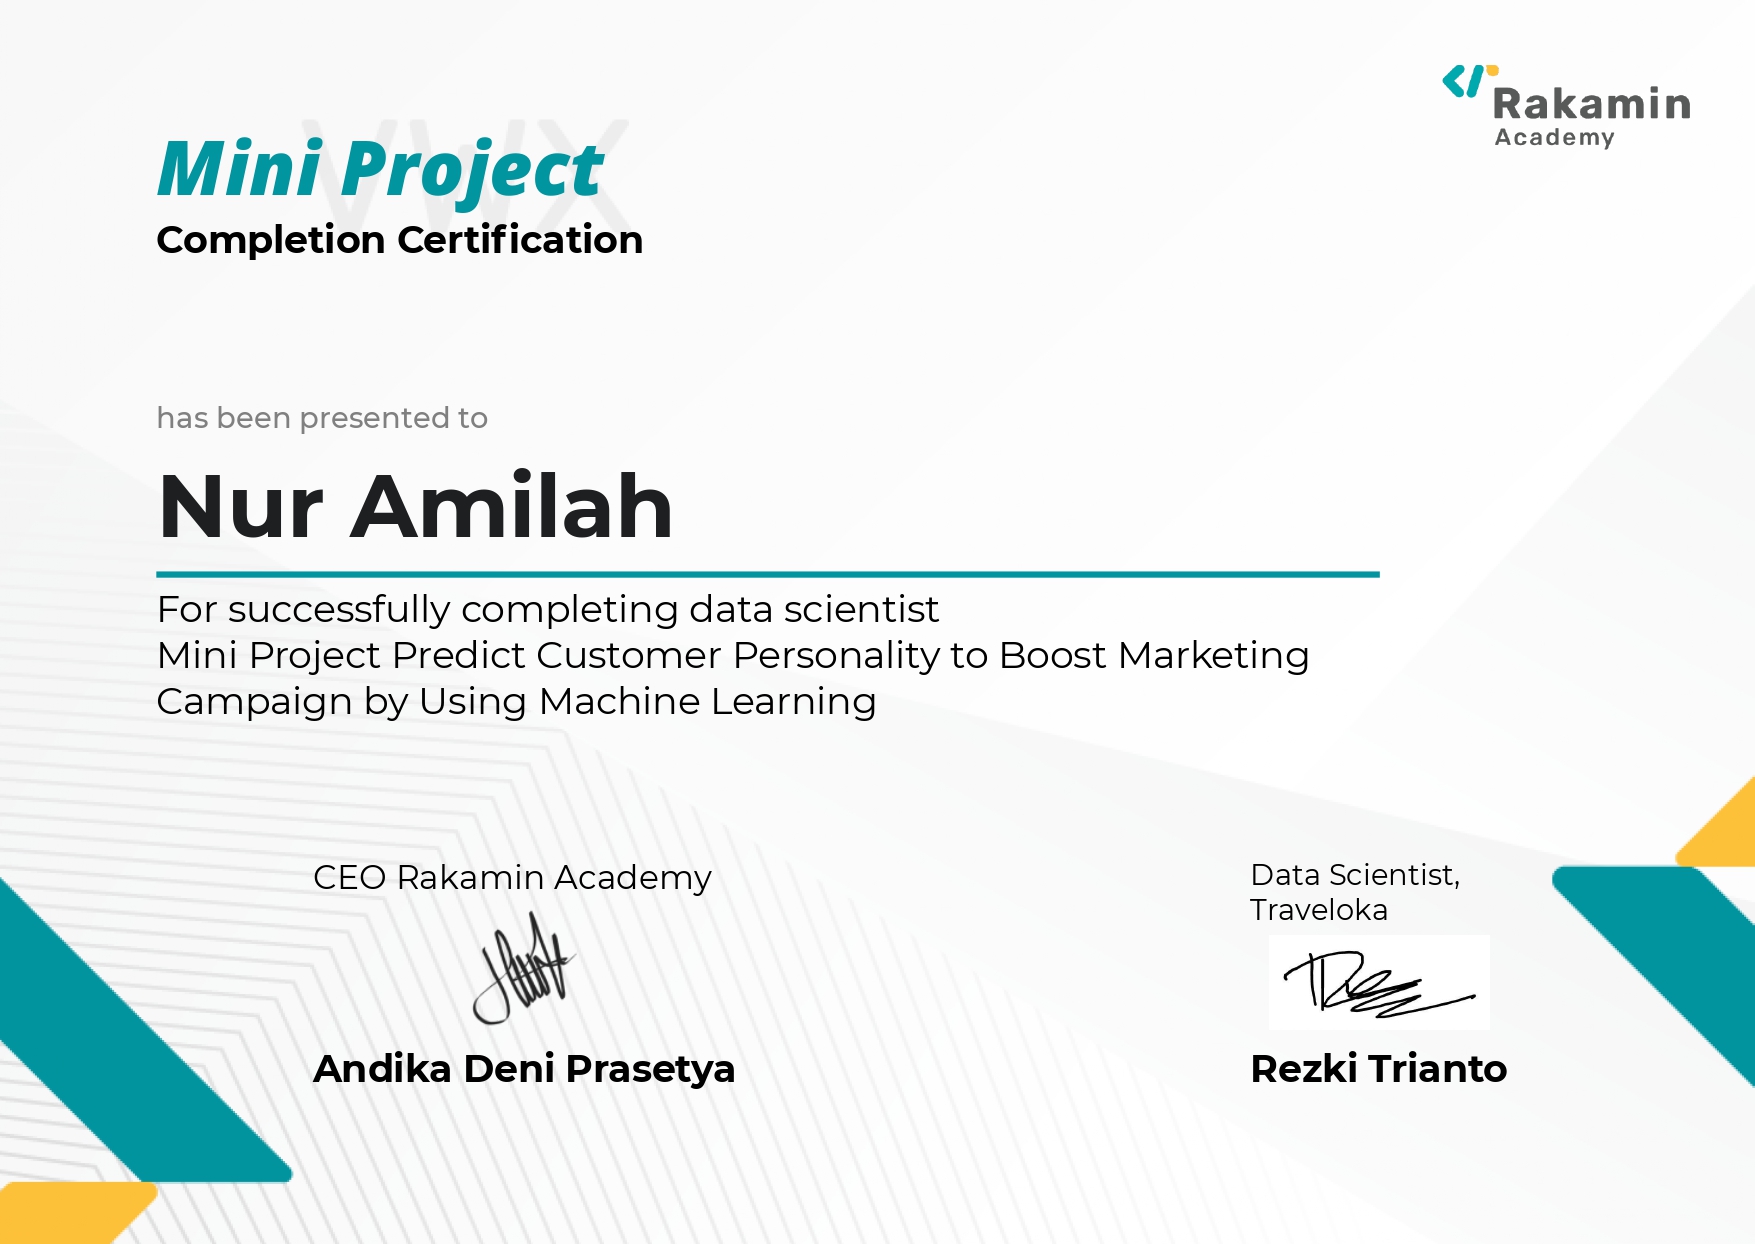 Rakamin
Academy
VWX
Mini Project
Completion Certification
has been presented to
Nur Amilah
For successfully completing data scientist
Mini Project Predict Customer Personality to Boost Marketing
Campaign by Using Machine Learning
CEO Rakamin Academy
Andika Deni Prasetya
Data Scientist,
Traveloka
Rezki Trianto